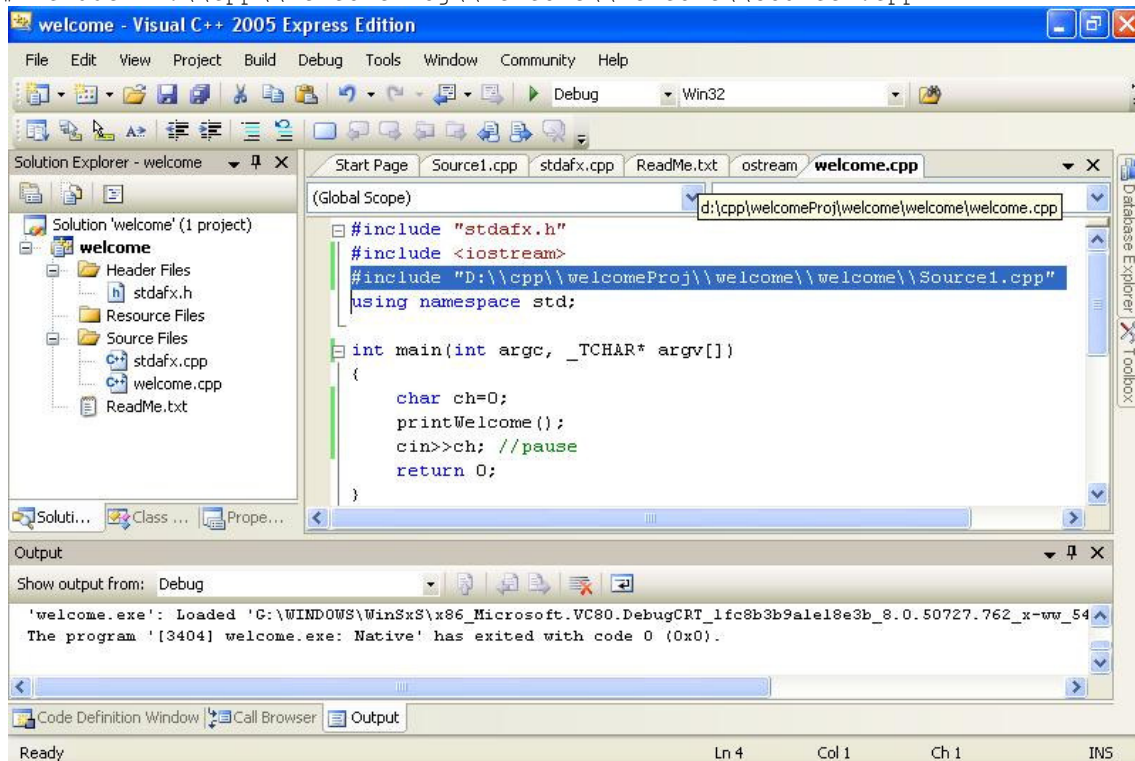 welcome - Visual C++ 2005 Express Edition
File Edit View Project Build Debug Tools Window Community Help
Debug Win32
Solution Explorer - welcome
Start Page Source1.cpp stdafx.cpp ReadMe.txt ostream welcome.cpp
(Global Scope)
d:\cpp\welcomeProj\welcome\welcome\welcome.cpp
Solution 'welcome' (1 project)
welcome
Header Files
stdafx.h
Resource Files
Source Files
stdafx.cpp
welcome.cpp
ReadMe.txt
#include "stdafx.h"
#include <iostream>
#include "D:\\cpp\\welcomeProj\\welcome\\welcome\\Source1.cpp"
using namespace std;
int main(int argc, _TCHAR* argv[])
{
char ch=0;
printWelcome();
cin>>ch; //pause
return 0;
}
Database Explorer
Toolbox
Soluti... Class ... Prope...
Output
Show output from: Debug
'welcome.exe': Loaded 'G:\WINDOWS\WinSxS\x86_Microsoft.VC80.DebugCRT_1fc8b3b9a1e18e3b_8.0.50727.762_x-ww_54
The program '[3404] welcome.exe: Native' has exited with code 0 (0x0).
Code Definition Window Call Browser Output
Ready Ln 4 Col 1 Ch 1 INS